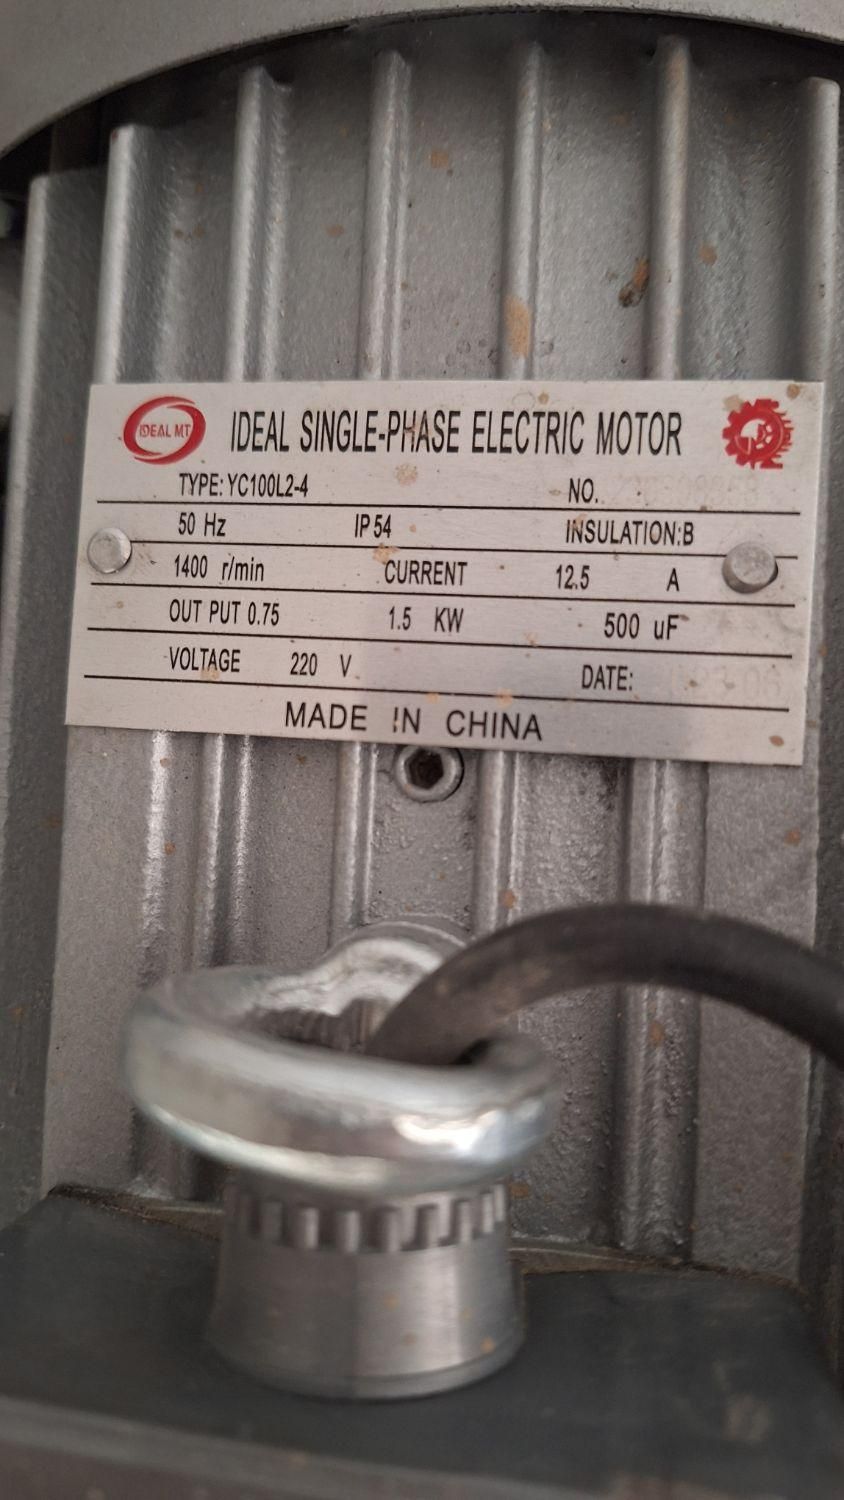 IDEAL MT
IDEAL SINGLE-PHASE ELECTRIC MOTOR
TYPE: YC100L2-4 NO.
50 Hz IP 54 INSULATION:B
1400 r/min CURRENT 12.5 A
OUT PUT 0.75 1.5 KW 500 uF
VOLTAGE 220 V DATE:
MADE IN CHINA